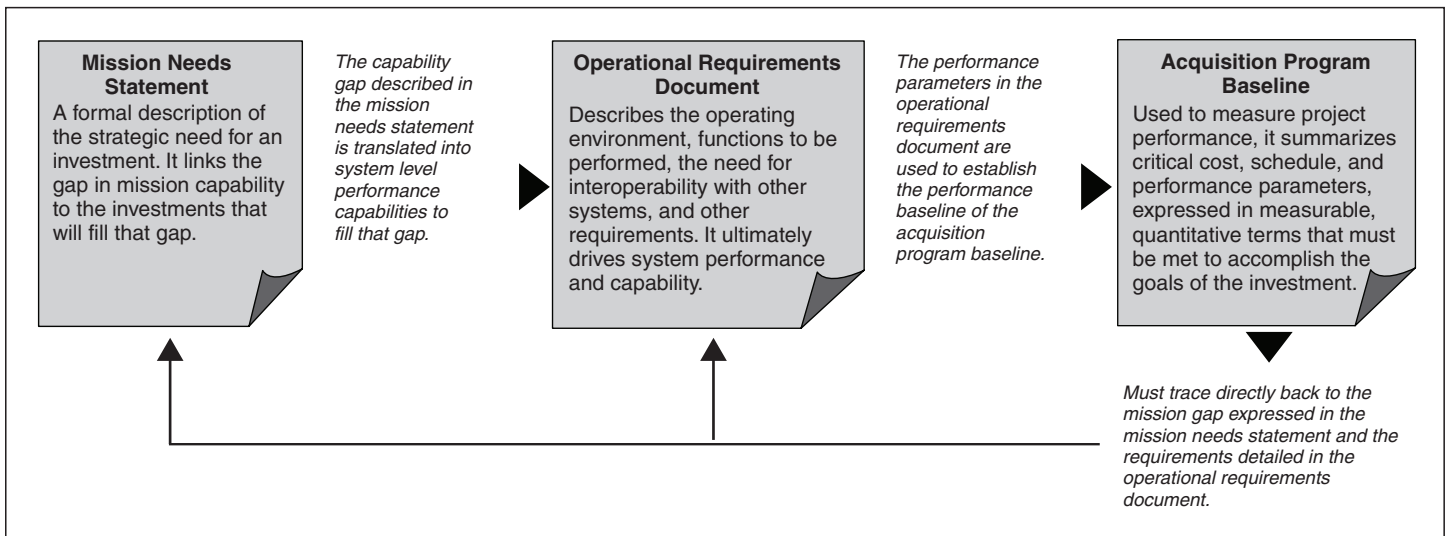 Mission Needs
Statement
A formal description of
the strategic need for an
investment. It links the
gap in mission capability
to the investments that
will fill that gap.
The capability
gap described in
the mission
needs statement
is translated into
system level
performance
capabilities to
fill that gap.
Operational Requirements
Document
Describes the operating
environment, functions to be
performed, the need for
interoperability with other
systems, and other
requirements. It ultimately
drives system performance
and capability.
The performance
parameters in the
operational
requirements
document are
used to establish
the performance
baseline of the
acquisition
program baseline.
Acquisition Program
Baseline
Used to measure project
performance, it summarizes
critical cost, schedule, and
performance parameters,
expressed in measurable,
quantitative terms that must
be met to accomplish the
goals of the investment.
Must trace directly back to the
mission gap expressed in the
mission needs statement and the
requirements detailed in the
operational requirements
document.